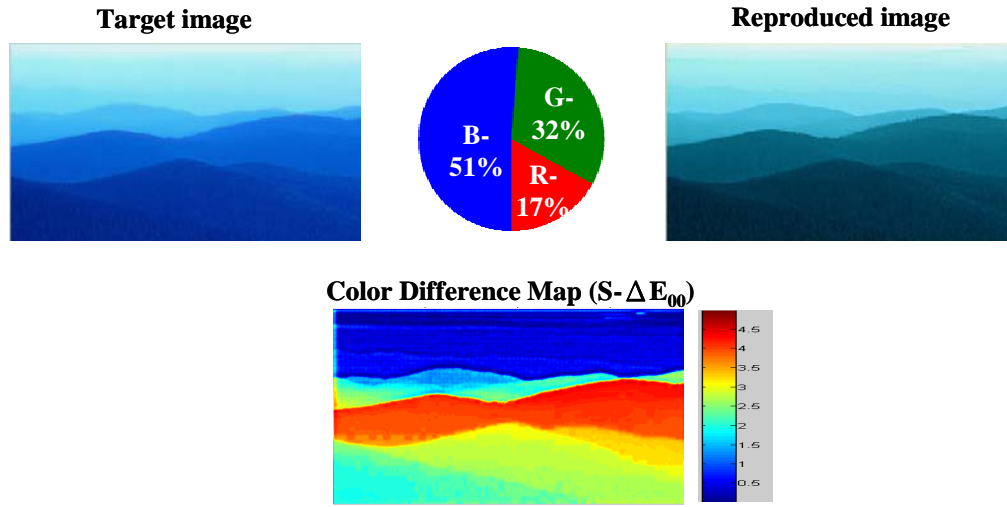 Target image
Reproduced image
G-
32%
B-
51%
R-
17%
Color Difference Map (S-ΔE₀₀)
4.5
4
3.5
3
2.5
2
1.5
1
0.5